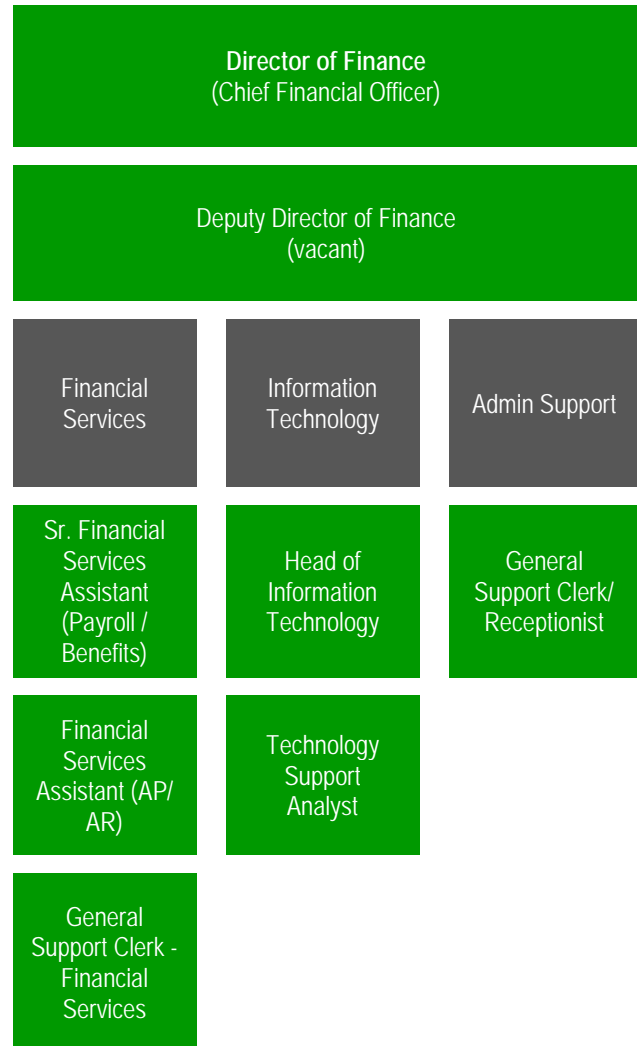 Director of Finance
(Chief Financial Officer)
Deputy Director of Finance
(vacant)
Financial
Services
Information
Technology
Admin Support
Sr. Financial
Services
Assistant
(Payroll /
Benefits)
Head of
Information
Technology
General
Support Clerk/
Receptionist
Financial
Services
Assistant (AP/
AR)
Technology
Support
Analyst
General
Support Clerk -
Financial
Services